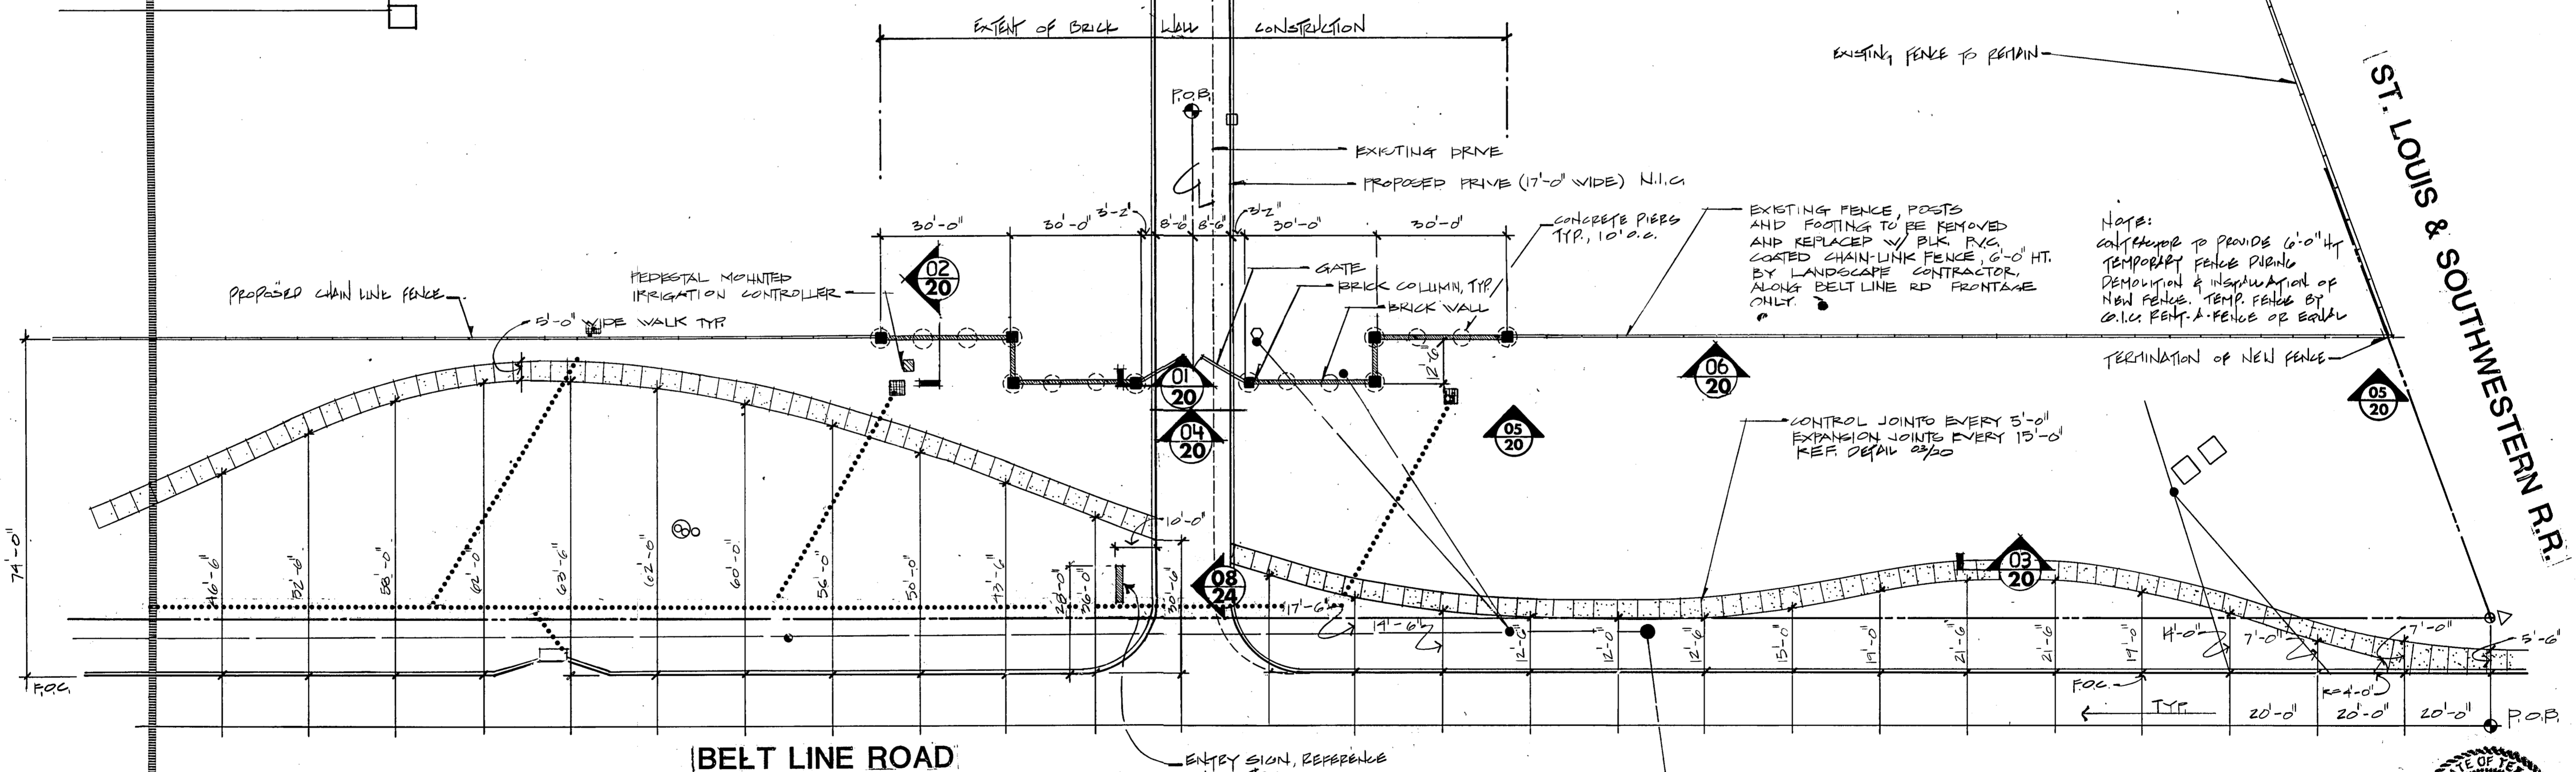 EXTENT OF BRICK WALL CONSTRUCTION
EXISTING FENCE TO REMAIN
ST. LOUIS & SOUTHWESTERN R.R.
P.O.B.
EXISTING DRIVE
PROPOSED DRIVE (17'-0" WIDE) N.I.C.
30'-0"
30'-0"
3'-2"
8'-6"
8'-6"
3'-2"
30'-0"
30'-0"
CONCRETE PIERS
TYP., 10' O.C.
EXISTING FENCE, POSTS
AND FOOTING TO BE REMOVED
AND REPLACED W/ BLK. P.V.C.
COATED CHAIN-LINK FENCE, 6'-0" HT.
BY LANDSCAPE CONTRACTOR,
ALONG BELT LINE RD FRONTAGE
ONLY.
NOTE:
CONTRACTOR TO PROVIDE 6'-0" HT
TEMPORARY FENCE DURING
DEMOLITION & INSTALLATION OF
NEW FENCE. TEMP. FENCE BY
RENT-A-FENCE OR EQUAL
02
20
PEDESTAL MOUNTED
IRRIGATION CONTROLLER
GATE
BRICK COLUMN, TYP.
BRICK WALL
PROPOSED CHAIN LINK FENCE
5'-0" WIDE WALK TYP.
TERMINATION OF NEW FENCE
12'-6"
01
20
06
20
05
20
04
20
05
20
CONTROL JOINTS EVERY 5'-0"
EXPANSION JOINTS EVERY 15'-0"
REF. DETAIL 03/20
74'-0"
10'-0"
03
20
08
24
46'-6"
52'-6"
58'-0"
62'-0"
63'-6"
62'-0"
60'-0"
56'-0"
50'-0"
43'-6"
28'-0"
36'-0"
30'-6"
17'-6"
14'-6"
12'-6"
12'-0"
12'-6"
15'-0"
19'-0"
21'-6"
21'-6"
19'-0"
14'-0"
7'-0"
7'-0"
5'-6"
F.O.C.
F.O.C.
R=4'-0"
TYP.
20'-0"
20'-0"
20'-0"
P.O.B.
BELT LINE ROAD
ENTRY SIGN, REFERENCE